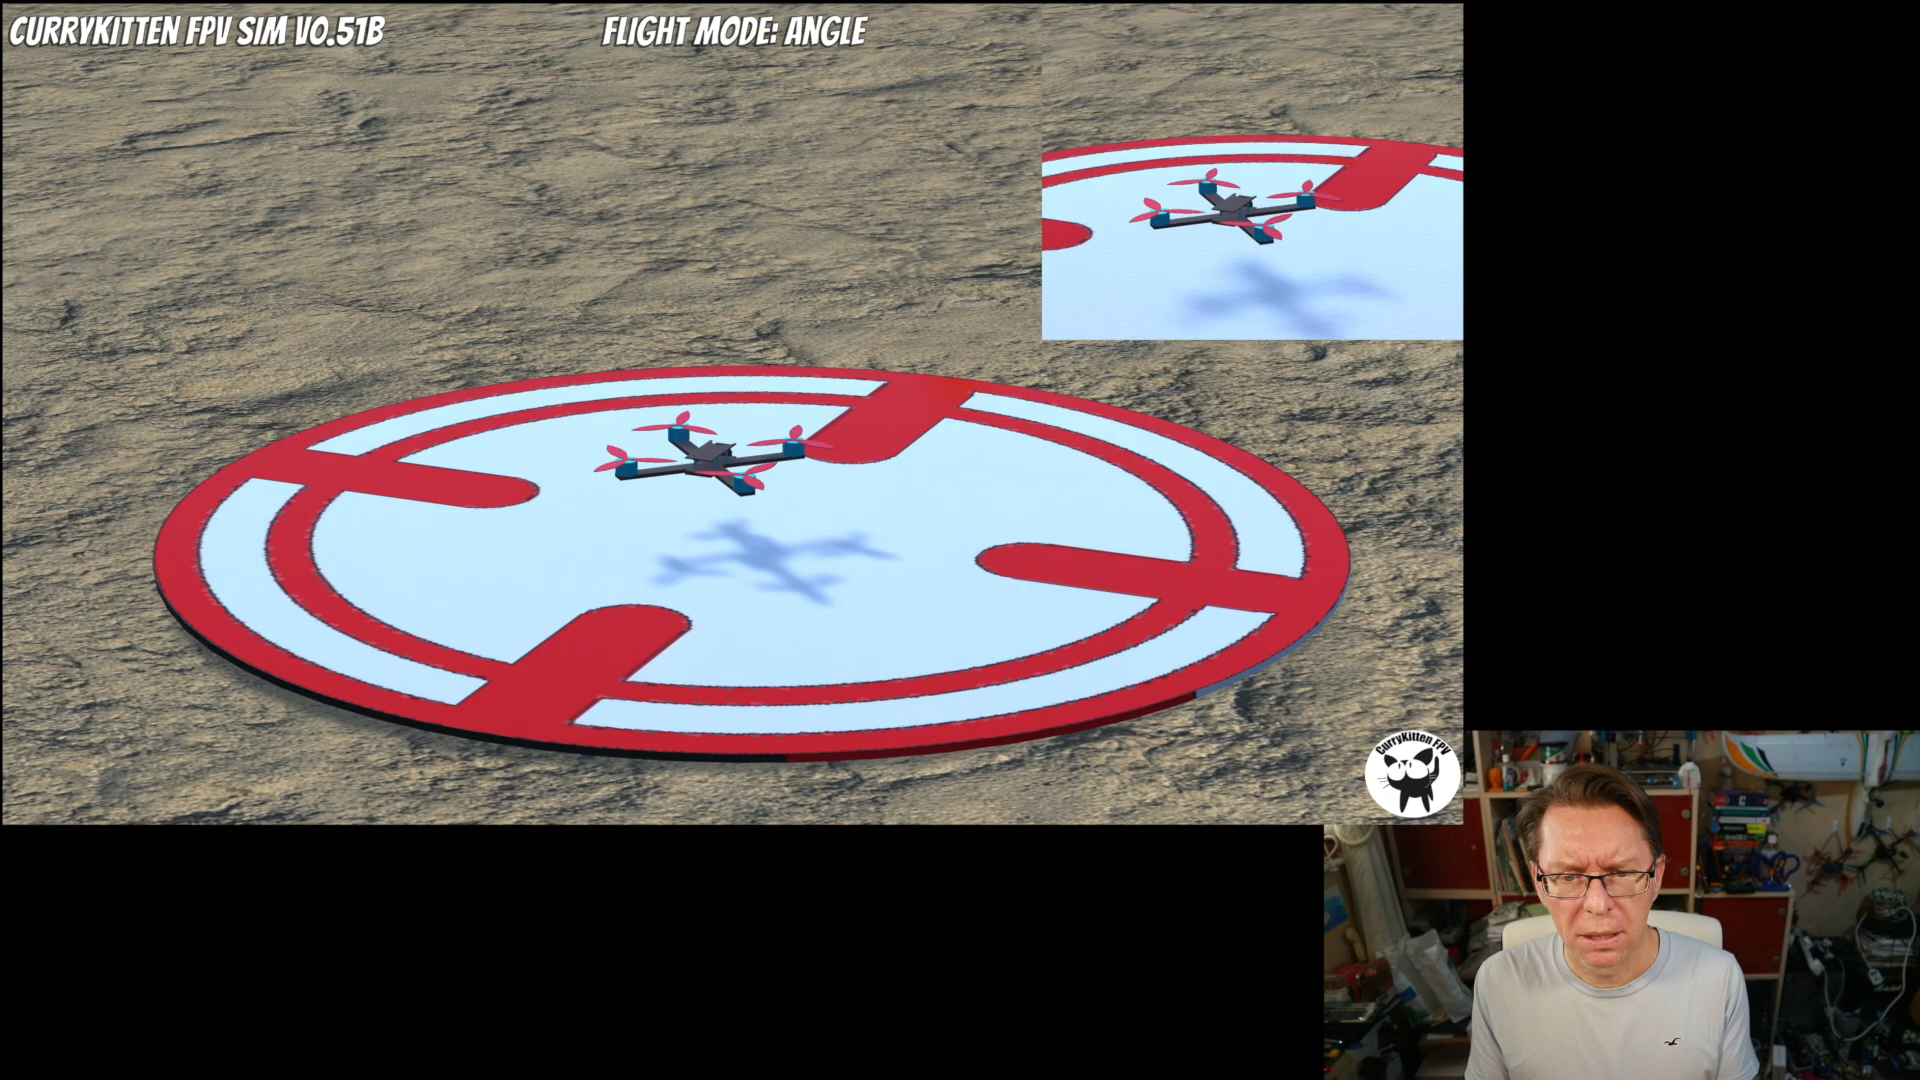 CURRYKITTEN FPV SIM V0.51B
FLIGHT MODE: ANGLE
CurryKitten FPV
C